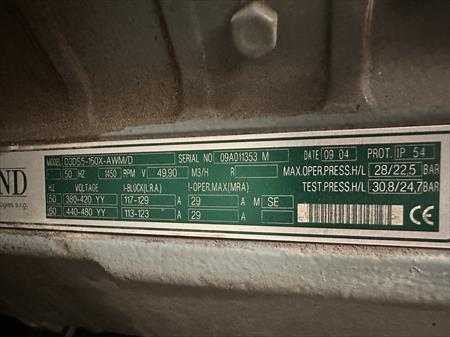 MODEL D3DS5-150X-AWM/D SERIAL NO 09A011353 M DATE 09 04 PROT. IP 54
50 HZ 1450 RPM V 49,90 M3/H R MAX.OPER.PRESS.H/L 28/22.5 BAR
HZ VOLTAGE I-BLOCK(L.R.A.) I-OPER.MAX(MRA) TEST.PRESS.H/L 30.8/24,7 BAR
50 380-420 YY 117-129 A 29 A M SE
60 440-480 YY 113-123 A 29 A
ND
ologies s.r.o.
CE